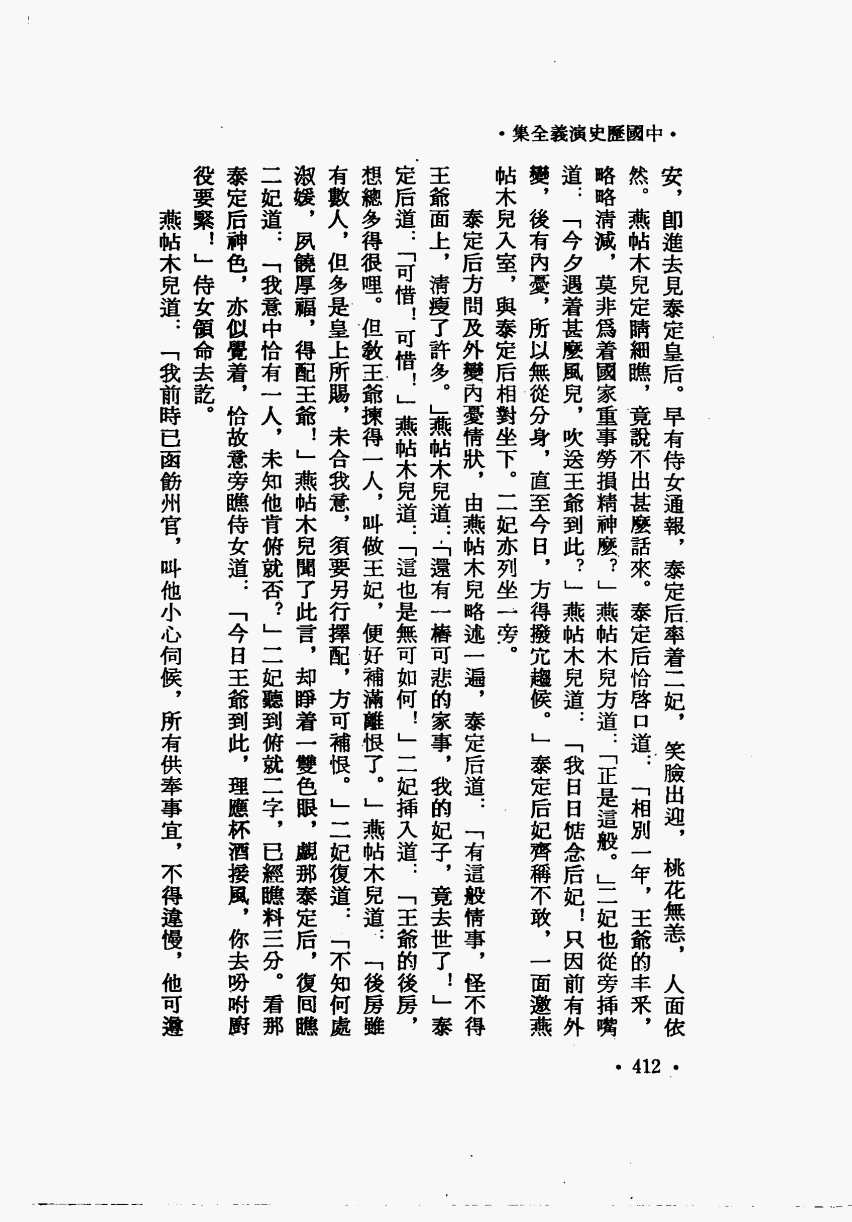 •中國歷史演義全集•
安，卽進去見泰定皇后。早有侍女通報，泰定后率着二妃，笑臉出迎，桃花無恙，人面依
然。燕帖木兒定睛細瞧，竟說不出甚麽話來。泰定后恰啓口道：「相別一年，王爺的丰釆，
略略淸減，莫非爲着國家重事勞損精神麽？」燕帖木兒方道：「正是這般。」二妃也從旁揷嘴
道：「今夕遇着甚麽風兒，吹送王爺到此？」燕帖木兒道：「我日日惦念后妃！只因前有外
變，後有內憂，所以無從分身，直至今日，方得撥冗趨候。」泰定后妃齊稱不敢，一面邀燕
帖木兒入室，與泰定后相對坐下。二妃亦列坐一旁。
泰定后方問及外變內憂情狀，由燕帖木兒略述一遍，泰定后道：「有這般情事，怪不得
王爺面上，淸瘦了許多。」燕帖木兒道：「還有一樁可悲的家事，我的妃子，竟去世了！」泰
定后道：「可惜！可惜！」燕帖木兒道：「這也是無可如何！」二妃揷入道：「王爺的後房，
想總多得很哩。但敎王爺揀得一人，叫做王妃，便好補滿離恨了。」燕帖木兒道：「後房雖
有數人，但多是皇上所賜，未合我意，須要另行擇配，方可補恨。」二妃復道：「不知何處
淑媛，夙饒厚福，得配王爺！」燕帖木兒聞了此言，却睜着一雙色眼，覷那泰定后，復囘瞧
二妃道：「我意中恰有一人，未知他肯俯就否？」二妃聽到俯就二字，已經瞧料三分。看那
泰定后神色，亦似覺着，恰故意旁瞧侍女道：「今日王爺到此，理應杯酒接風，你去吩咐廚
役要緊！」侍女領命去訖。
燕帖木兒道：「我前時已函飭州官，叫他小心伺候，所有供奉事宜，不得違慢，他可遵
•412•